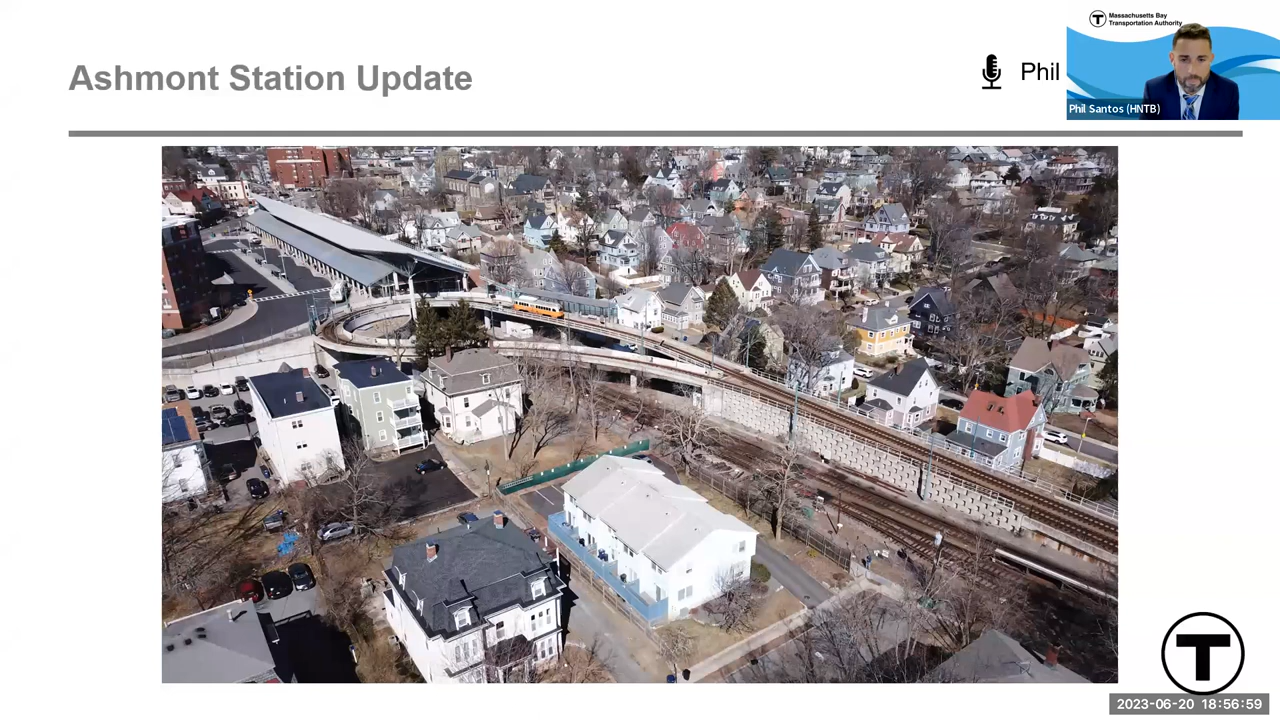 Ashmont Station Update
Phil
Massachusetts Bay
Transportation Authority
Phil Santos (HNTB)
T
2023-06-20 18:56:59